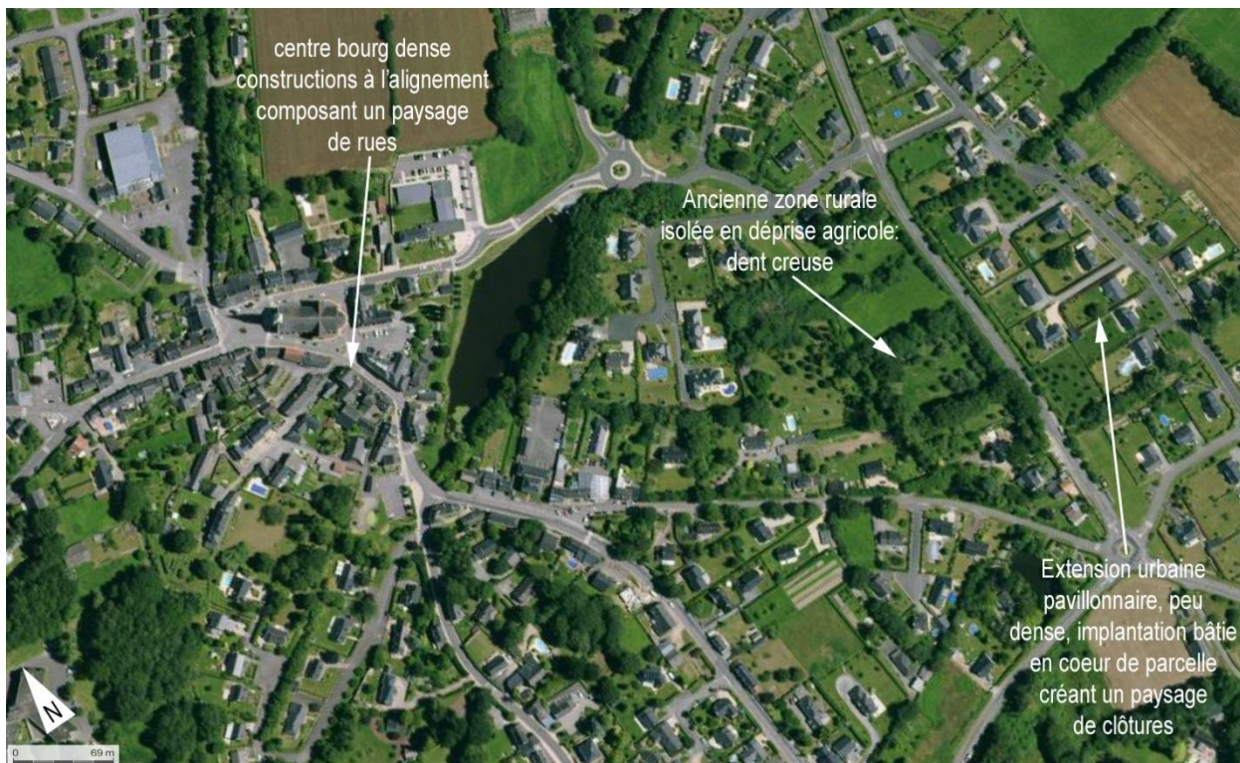 centre bourg dense
constructions à l'alignement
composant un paysage
de rues
Ancienne zone rurale
isolée en déprise agricole:
dent creuse
Extension urbaine
pavillonnaire, peu
dense, implantation bâtie
en coeur de parcelle
créant un paysage
de clôtures
N
0 69 m